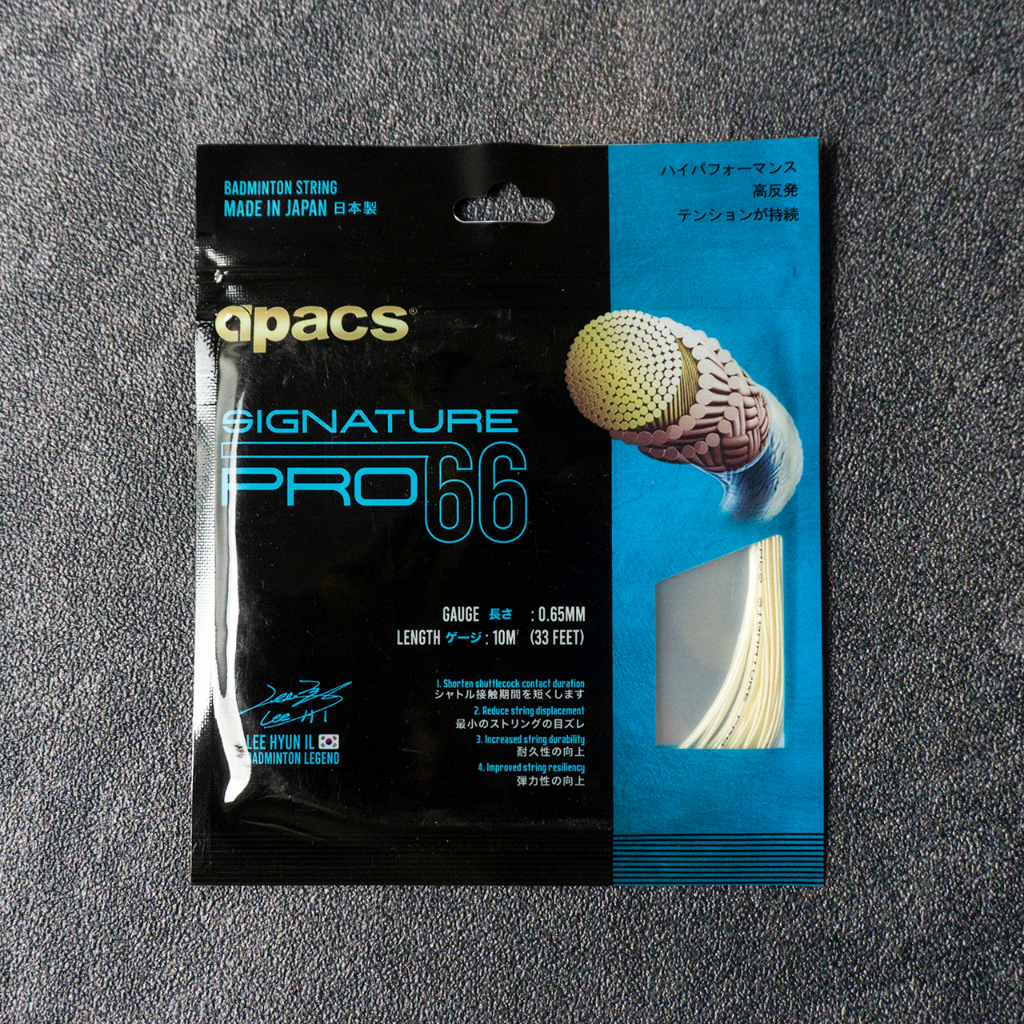 BADMINTON STRING
MADE IN JAPAN 日本製
ハイパフォーマンス
高反発
テンションが持続
apacs®
SIGNATURE
PRO 66
GAUGE 長さ : 0.65MM
LENGTH ゲージ : 10M (33 FEET)
1. Shorten shuttlecock contact duration
シャトル接触期間を短くします
2. Reduce string displacement
最小のストリングの目ズレ
3. Increased string durability
耐久性の向上
4. Improved string resiliency
弾力性の向上
Lee H I
LEE HYUN IL
BADMINTON LEGEND